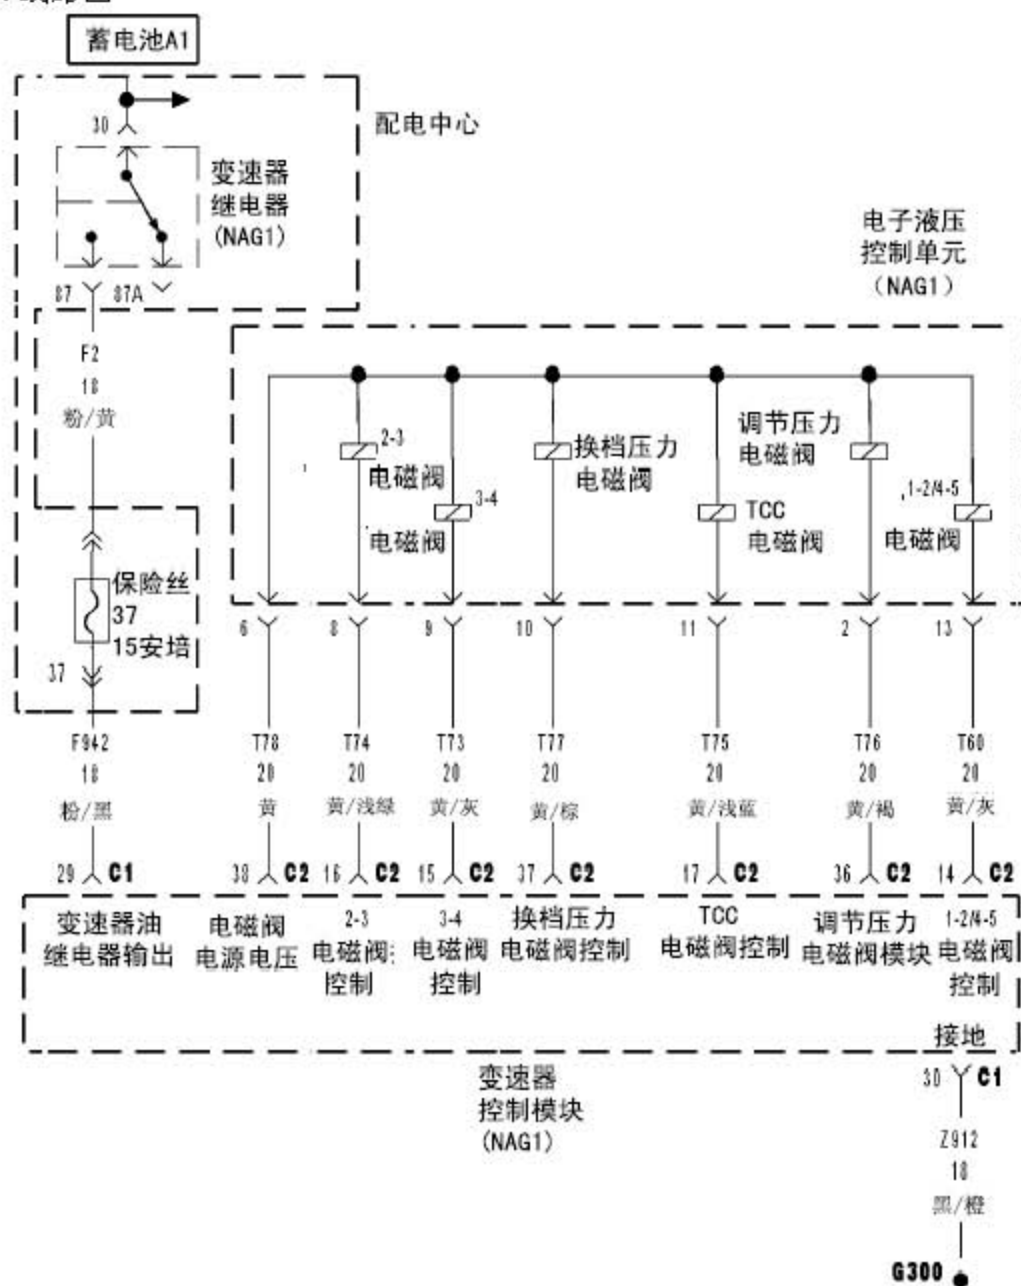 蓄电池A1
配电中心
30
变速器
继电器
(NAG1)
87
87A
电子液压
控制单元
(NAG1)
F2
18
粉/黄
2-3
电磁阀
3-4
电磁阀
换档压力
电磁阀
TCC
电磁阀
调节压力
电磁阀
1-2/4-5
电磁阀
保险丝
37
15安培
37
6 8 9 10 11 2 13
F942 T78 T74 T73 T77 T75 T76 T60
18 20 20 20 20 20 20 20
粉/黑 黄 黄/浅绿 黄/灰 黄/棕 黄/浅蓝 黄/褐 黄/灰
29 C1 38 C2 16 C2 15 C2 37 C2 17 C2 36 C2 14 C2
变速器油
继电器输出
电磁阀
电源电压
2-3
电磁阀
控制
3-4
电磁阀
控制
换档压力
电磁阀控制
TCC
电磁阀控制
调节压力
电磁阀模块
1-2/4-5
电磁阀
控制
接地
变速器
控制模块
(NAG1)
30 C1
Z912
18
黑/橙
G300